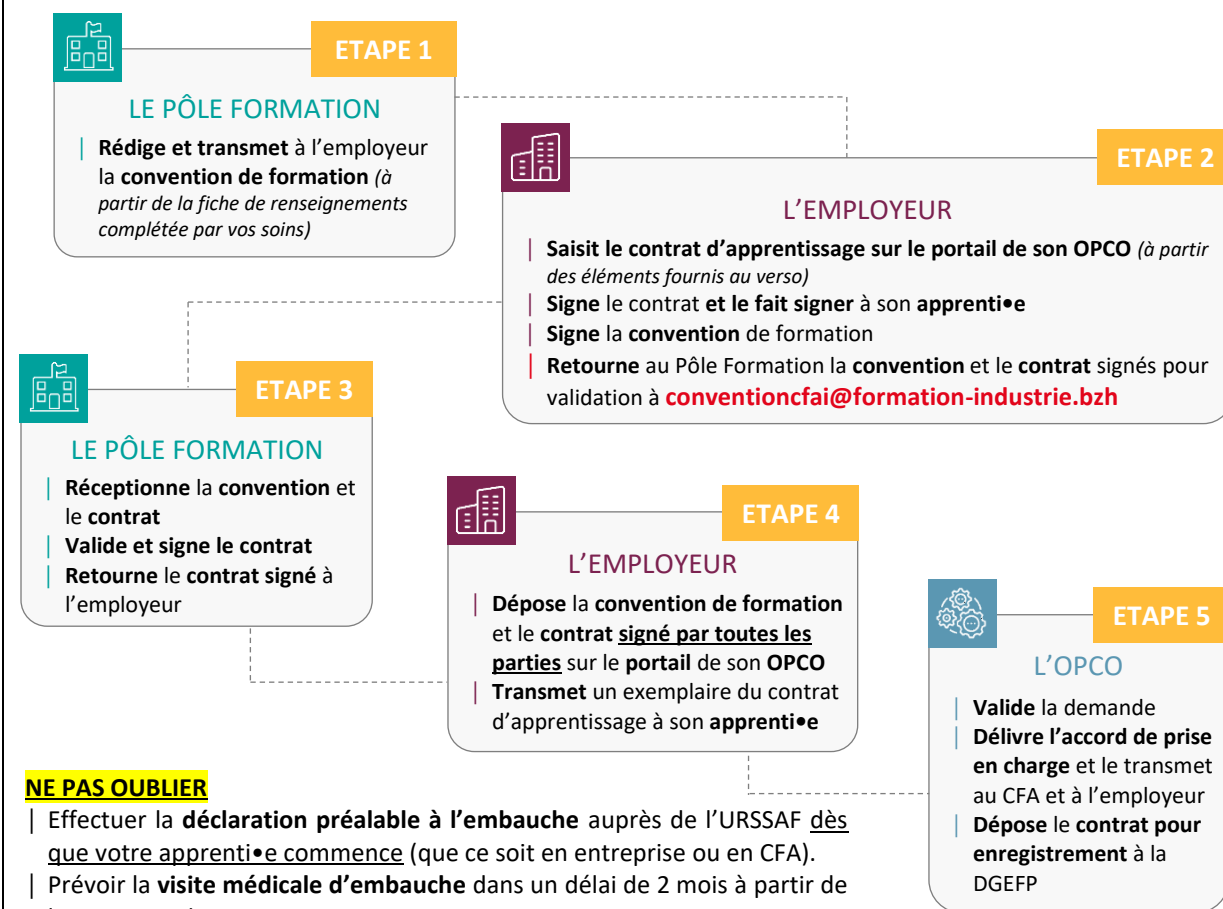 ETAPE 1
LE PÔLE FORMATION
| Rédige et transmet à l’employeur
la convention de formation (à
partir de la fiche de renseignements
complétée par vos soins)
ETAPE 2
L’EMPLOYEUR
| Saisit le contrat d’apprentissage sur le portail de son OPCO (à partir
des éléments fournis au verso)
| Signe le contrat et le fait signer à son apprenti•e
| Signe la convention de formation
| Retourne au Pôle Formation la convention et le contrat signés pour
validation à conventioncfai@formation-industrie.bzh
ETAPE 3
LE PÔLE FORMATION
| Réceptionne la convention et
le contrat
| Valide et signe le contrat
| Retourne le contrat signé à
l’employeur
ETAPE 4
L’EMPLOYEUR
| Dépose la convention de formation
et le contrat signé par toutes les
parties sur le portail de son OPCO
| Transmet un exemplaire du contrat
d’apprentissage à son apprenti•e
ETAPE 5
L’OPCO
| Valide la demande
| Délivre l’accord de prise
en charge et le transmet
au CFA et à l’employeur
| Dépose le contrat pour
enregistrement à la
DGEFP
NE PAS OUBLIER
| Effectuer la déclaration préalable à l’embauche auprès de l’URSSAF dès
que votre apprenti•e commence (que ce soit en entreprise ou en CFA).
| Prévoir la visite médicale d’embauche dans un délai de 2 mois à partir de